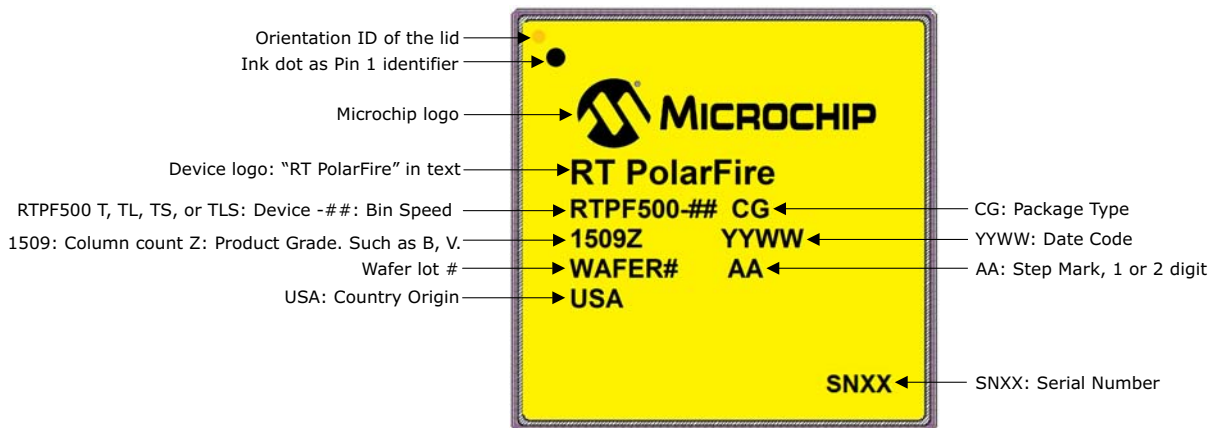 Orientation ID of the lid
Ink dot as Pin 1 identifier
Microchip logo
MICROCHIP
®
Device logo: “RT PolarFire” in text
RT PolarFire
RTPF500 T, TL, TS, or TLS: Device -##: Bin Speed
RTPF500-## CG
CG: Package Type
1509: Column count Z: Product Grade. Such as B, V.
1509Z YYWW
YYWW: Date Code
Wafer lot #
WAFER# AA
AA: Step Mark, 1 or 2 digit
USA: Country Origin
USA
SNXX
SNXX: Serial Number